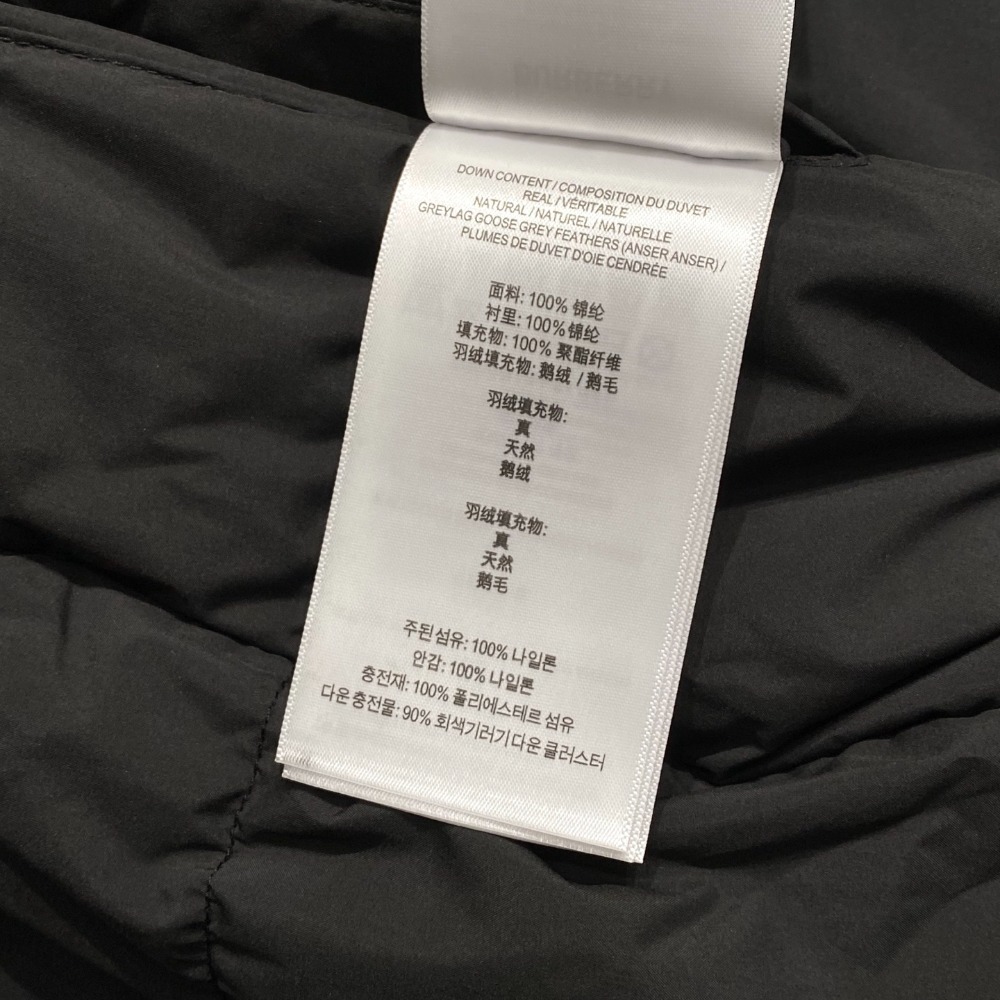 DOWN CONTENT / COMPOSITION DU DUVET
REAL / VÉRITABLE
NATURAL / NATUREL / NATURELLE
GREYLAG GOOSE GREY FEATHERS (ANSER ANSER) /
PLUMES DE DUVET D'OIE CENDRÉE
面料: 100% 锦纶
衬里: 100% 锦纶
填充物: 100% 聚酯纤维
羽绒填充物: 鹅绒 / 鹅毛
羽绒填充物:
真
天然
鹅绒
羽绒填充物:
真
天然
鹅毛
주된 섬유: 100% 나일론
안감: 100% 나일론
충전재: 100% 폴리에스테르 섬유
다운 충전물: 90% 회색기러기 다운 클러스터